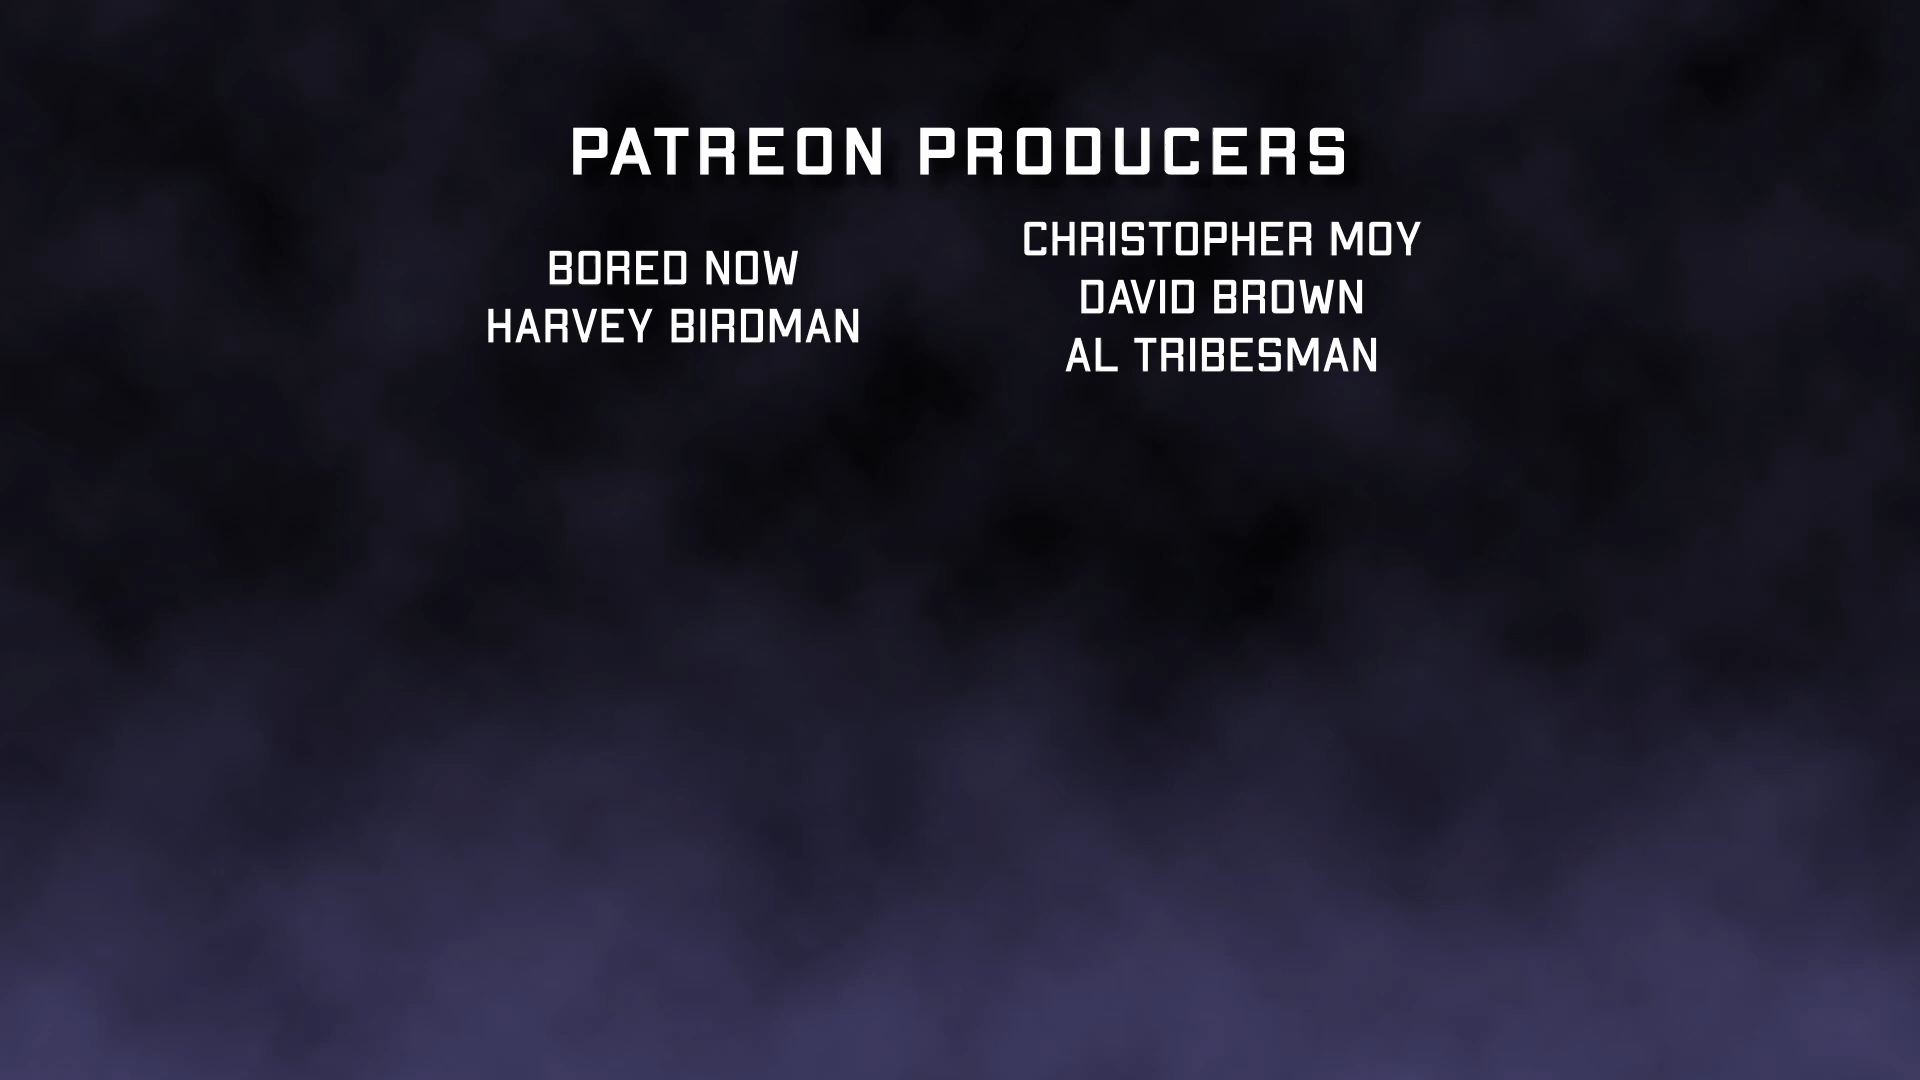 PATREON PRODUCERS
BORED NOW
HARVEY BIRDMAN
CHRISTOPHER MOY
DAVID BROWN
AL TRIBESMAN